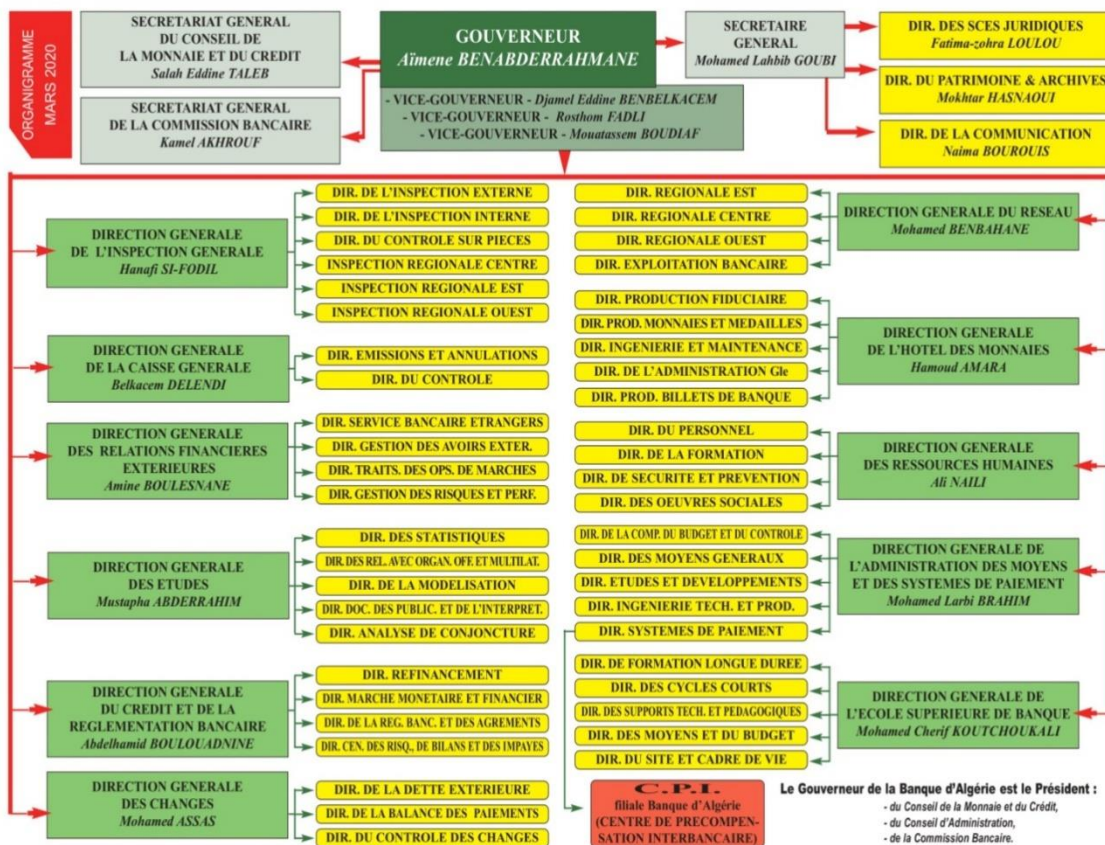 ORGANIGRAMME
MARS 2020
SECRETARIAT GENERAL
DU CONSEIL DE
LA MONNAIE ET DU CREDIT
Salah Eddine TALEB
SECRETARIAT GENERAL
DE LA COMMISSION BANCAIRE
Kamel AKHROUF
GOUVERNEUR
Aïmene BENABDERRAHMANE
- VICE-GOUVERNEUR - Djamel Eddine BENBELKACEM
- VICE-GOUVERNEUR - Rosthom FADLI
- VICE-GOUVERNEUR - Mouatassem BOUDIAF
SECRETAIRE
GENERAL
Mohamed Lahbib GOUBI
DIR. DES SCES JURIDIQUES
Fatima-zohra LOULOU
DIR. DU PATRIMOINE & ARCHIVES
Mokhtar HASNAOUI
DIR. DE LA COMMUNICATION
Naima BOUROUIS
DIRECTION GENERALE
DE L'INSPECTION GENERALE
Hanafi SI-FODIL
DIR. DE L'INSPECTION EXTERNE
DIR. DE L'INSPECTION INTERNE
DIR. DU CONTROLE SUR PIECES
INSPECTION REGIONALE CENTRE
INSPECTION REGIONALE EST
INSPECTION REGIONALE OUEST
DIRECTION GENERALE
DE LA CAISSE GENERALE
Belkacem DELENDI
DIR. EMISSIONS ET ANNULATIONS
DIR. DU CONTROLE
DIRECTION GENERALE
DES RELATIONS FINANCIERES
EXTERIEURES
Amine BOULESNANE
DIR. SERVICE BANCAIRE ETRANGERS
DIR. GESTION DES AVOIRS EXTER.
DIR. TRAITS. DES OPS. DE MARCHES
DIR. GESTION DES RISQUES ET PERF.
DIRECTION GENERALE
DES ETUDES
Mustapha ABDERRAHIM
DIR. DES STATISTIQUES
DIR. DES REL. AVEC ORGAN. OFF. ET MULTILAT.
DIR. DE LA MODELISATION
DIR. DOC. DES PUBLIC. ET DE L'INTERPRET.
DIR. ANALYSE DE CONJONCTURE
DIRECTION GENERALE
DU CREDIT ET DE LA
REGLEMENTATION BANCAIRE
Abdelhamid BOULOUADNINE
DIR. REFINANCEMENT
DIR. MARCHE MONETAIRE ET FINANCIER
DIR. DE LA REG. BANC. ET DES AGREMENTS
DIR. CEN. DES RISQ., DE BILANS ET DES IMPAYES
DIRECTION GENERALE
DES CHANGES
Mohamed ASSAS
DIR. DE LA DETTE EXTERIEURE
DIR. DE LA BALANCE DES PAIEMENTS
DIR. DU CONTROLE DES CHANGES
DIR. REGIONALE EST
DIR. REGIONALE CENTRE
DIR. REGIONALE OUEST
DIR. EXPLOITATION BANCAIRE
DIRECTION GENERALE DU RESEAU
Mohamed BENBAHANE
DIR. PRODUCTION FIDUCIAIRE
DIR. PROD. MONNAIES ET MEDAILLES
DIR. INGENIERIE ET MAINTENANCE
DIR. DE L'ADMINISTRATION Gle
DIR. PROD. BILLETS DE BANQUE
DIRECTION GENERALE
DE L'HOTEL DES MONNAIES
Hamoud AMARA
DIR. DU PERSONNEL
DIR. DE LA FORMATION
DIR. DE SECURITE ET PREVENTION
DIR. DES OEUVRES SOCIALES
DIRECTION GENERALE
DES RESSOURCES HUMAINES
Ali NAILI
DIR. DE LA COMP. DU BUDGET ET DU CONTROLE
DIR. DES MOYENS GENERAUX
DIR. ETUDES ET DEVELOPPEMENTS
DIR. INGENIERIE TECH. ET PROD.
DIR. SYSTEMES DE PAIEMENT
DIRECTION GENERALE DE
L'ADMINISTRATION DES MOYENS
ET DES SYSTEMES DE PAIEMENT
Mohamed Larbi BRAHIM
DIR. DE FORMATION LONGUE DUREE
DIR. DES CYCLES COURTS
DIR. DES SUPPORTS TECH. ET PEDAGOGIQUES
DIR. DES MOYENS ET DU BUDGET
DIR. DU SITE ET CADRE DE VIE
DIRECTION GENERALE DE
L'ECOLE SUPERIEURE DE BANQUE
Mohamed Cherif KOUTCHOUKALI
C.P.I.
filiale Banque d'Algérie
(CENTRE DE PRECOMPEN-
SATION INTERBANCAIRE)
Le Gouverneur de la Banque d'Algérie est le Président :
- du Conseil de la Monnaie et du Crédit,
- du Conseil d'Administration,
- de la Commission Bancaire.